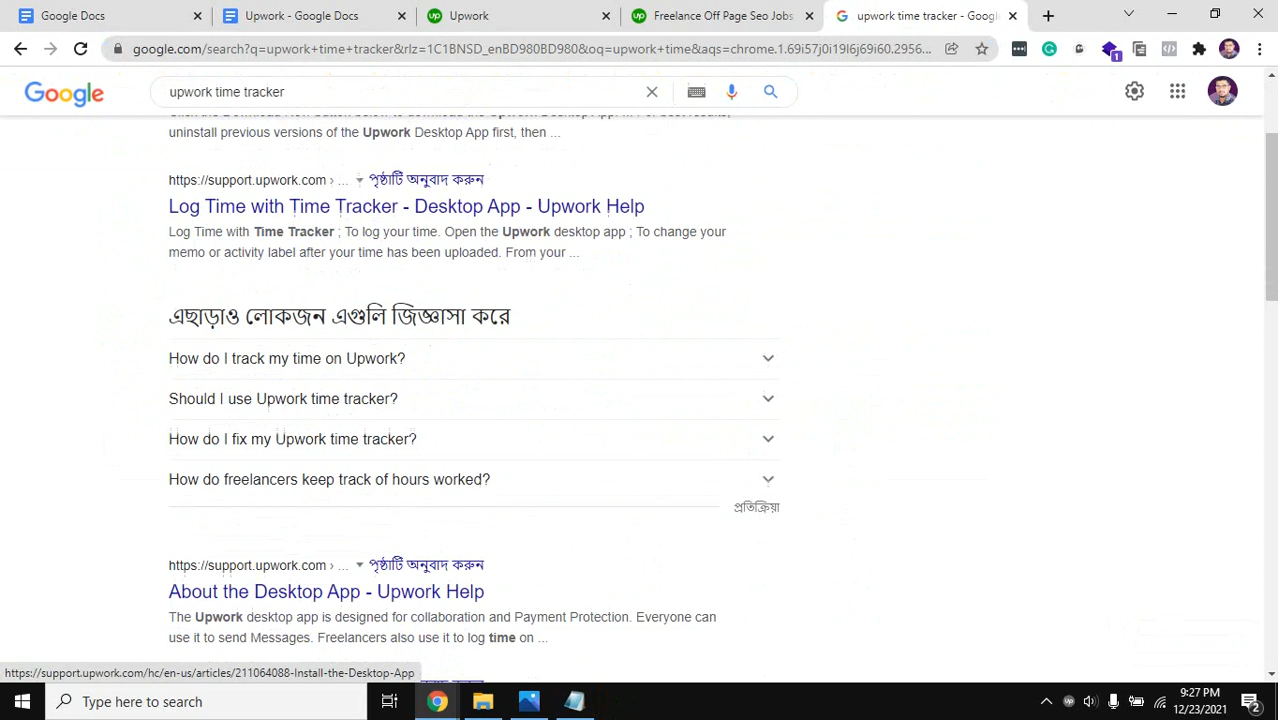 Google Docs
Upwork - Google Docs
Upwork
Freelance Off Page Seo Jobs
upwork time tracker - Googl
google.com/search?q=upwork+time+tracker&rlz=1C1BNSD_enBD980BD980&oq=upwork+time&aqs=chrome.1.69i57j0i19l6j69i60.2956...
1
Google
upwork time tracker
uninstall previous versions of the Upwork Desktop App first, then ...
https://support.upwork.com › ... পৃষ্ঠাটি অনুবাদ করুন
Log Time with Time Tracker - Desktop App - Upwork Help
Log Time with Time Tracker ; To log your time. Open the Upwork desktop app ; To change your
memo or activity label after your time has been uploaded. From your ...
এছাড়াও লোকজন এগুলি জিজ্ঞাসা করে
How do I track my time on Upwork?
Should I use Upwork time tracker?
How do I fix my Upwork time tracker?
How do freelancers keep track of hours worked?
প্রতিক্রিয়া
https://support.upwork.com › ... পৃষ্ঠাটি অনুবাদ করুন
About the Desktop App - Upwork Help
The Upwork desktop app is designed for collaboration and Payment Protection. Everyone can
use it to send Messages. Freelancers also use it to log time on ...
https://support.upwork.com/hc/en-us/articles/211064088-Install-the-Desktop-App
Type here to search
9:27 PM
12/23/2021
2